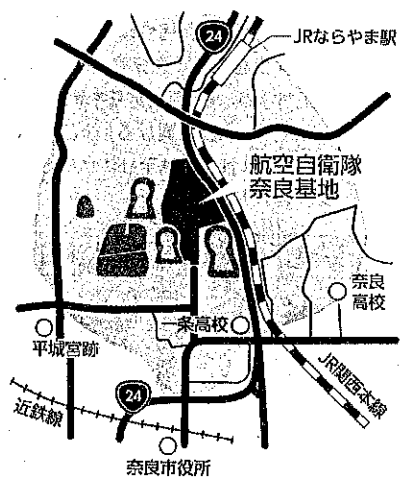 24
JRならやま駅
航空自衛隊
奈良基地
奈良
高校
一条高校
平城宮跡
JR関西本線
24
近鉄線
奈良市役所